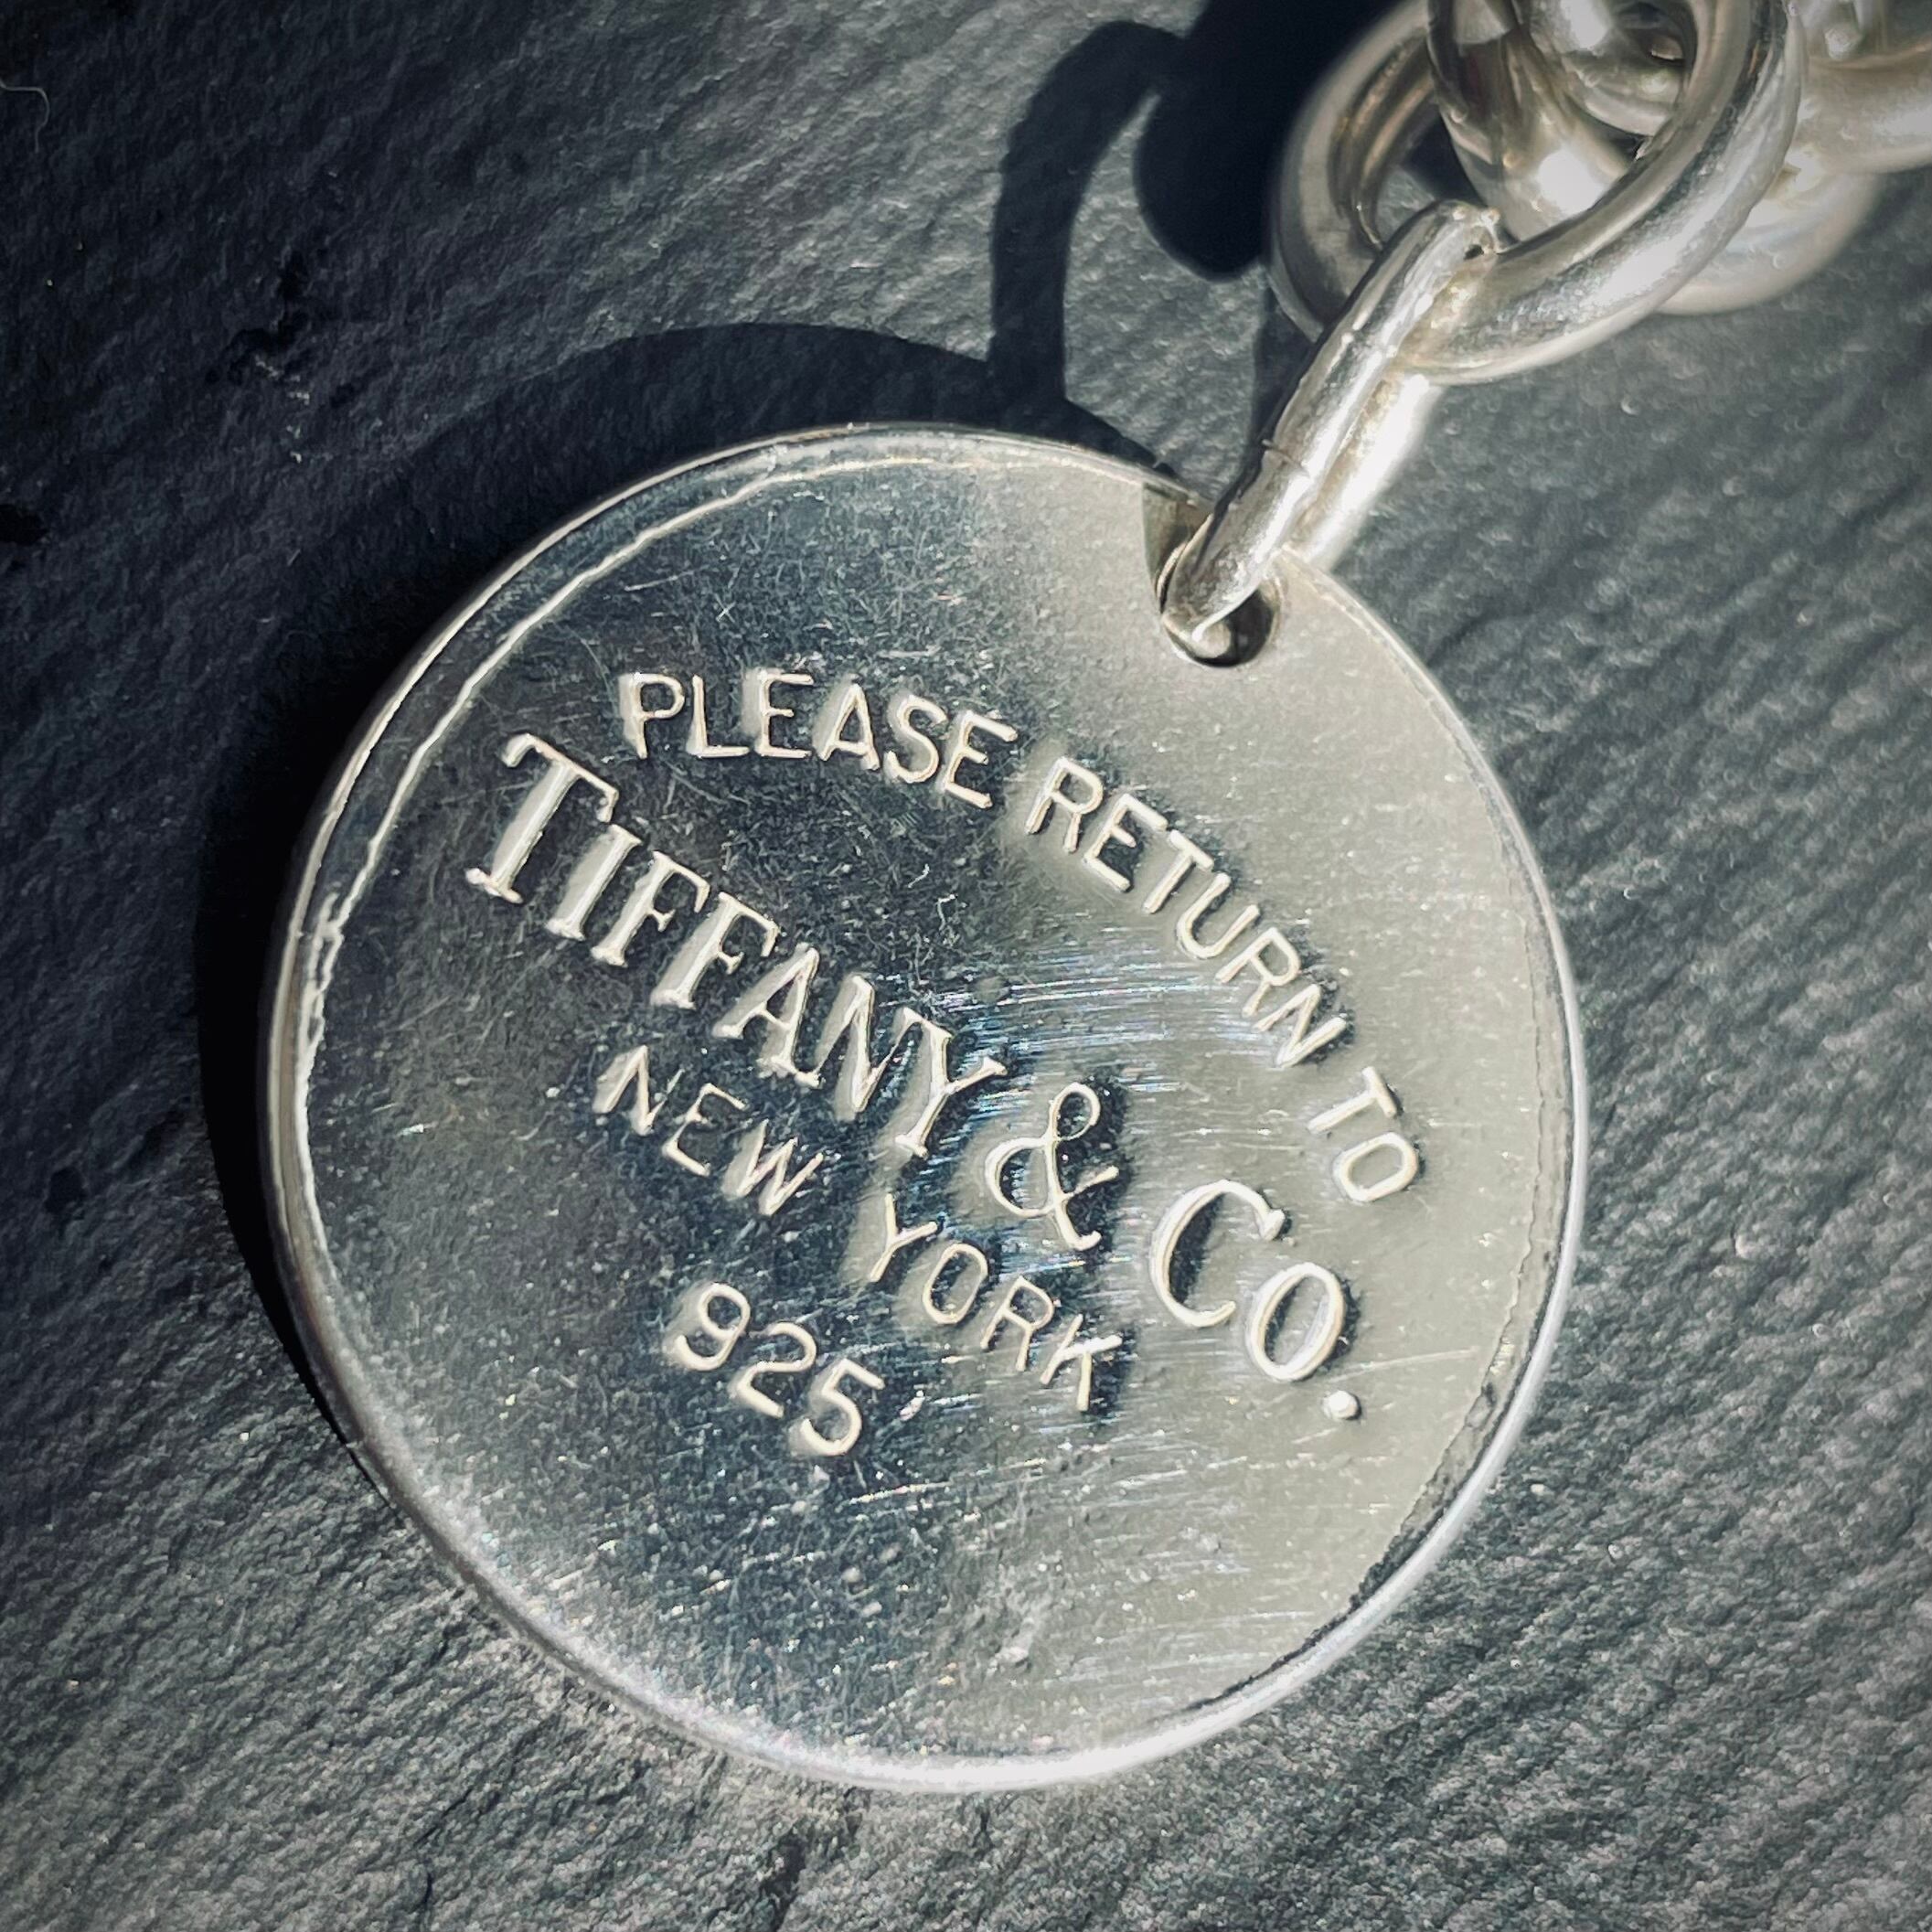 PLEASE RETURN TO
TIFFANY & CO.
NEW YORK
925